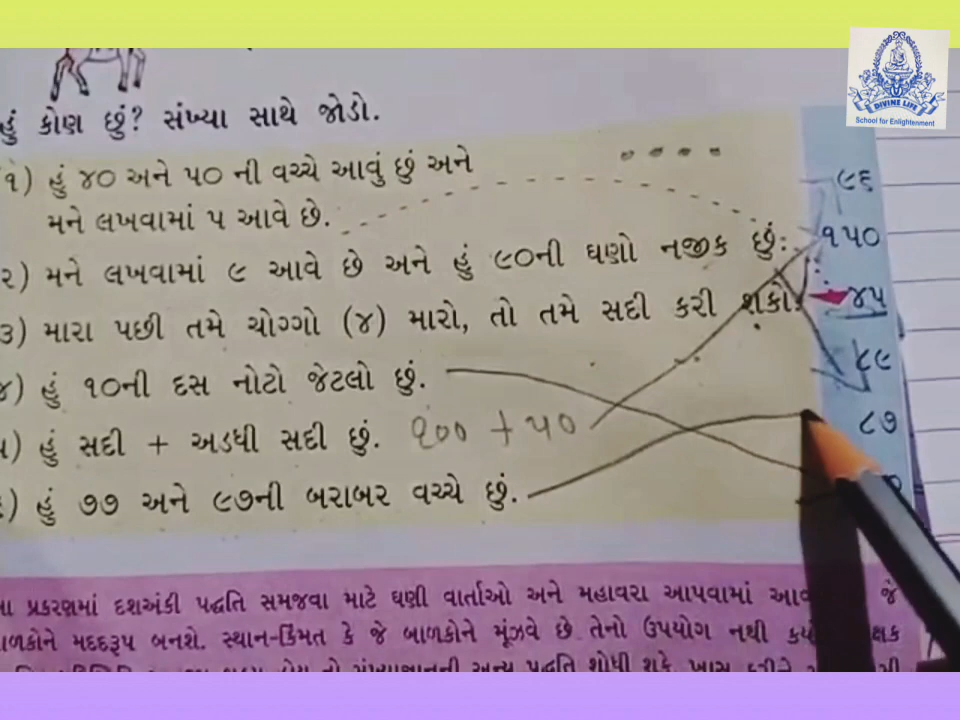 DIVINE LIFE
School for Enlightenment
હું કોણ છું? સંખ્યા સાથે જોડો.
૧) હું ૪૦ અને ૫૦ ની વચ્ચે આવું છું અને
મને લખવામાં ૫ આવે છે.
૯૬
૨) મને લખવામાં ૯ આવે છે અને હું ૯૦ની ઘણો નજીક છું.
૧૫૦
૩) મારા પછી તમે ચોગ્ગો (૪) મારો, તો તમે સદી કરી શકો.
૪૫
૪) હું ૧૦ની દસ નોટો જેટલો છું.
૮૯
૫) હું સદી + અડધી સદી છું. ૧૦૦ + ૫૦
૮૭
૬) હું ૭૭ અને ૯૭ની બરાબર વચ્ચે છું.
આ પ્રકરણમાં દશઅંકી પદ્ધતિ સમજવા માટે ઘણી વાર્તાઓ અને મહાવરા આપવામાં જે
બાળકોને મદદરૂપ બનશે. સ્થાન-કિંમત કે જે બાળકોને મૂંઝવે છે તેનો ઉપયોગ નથી